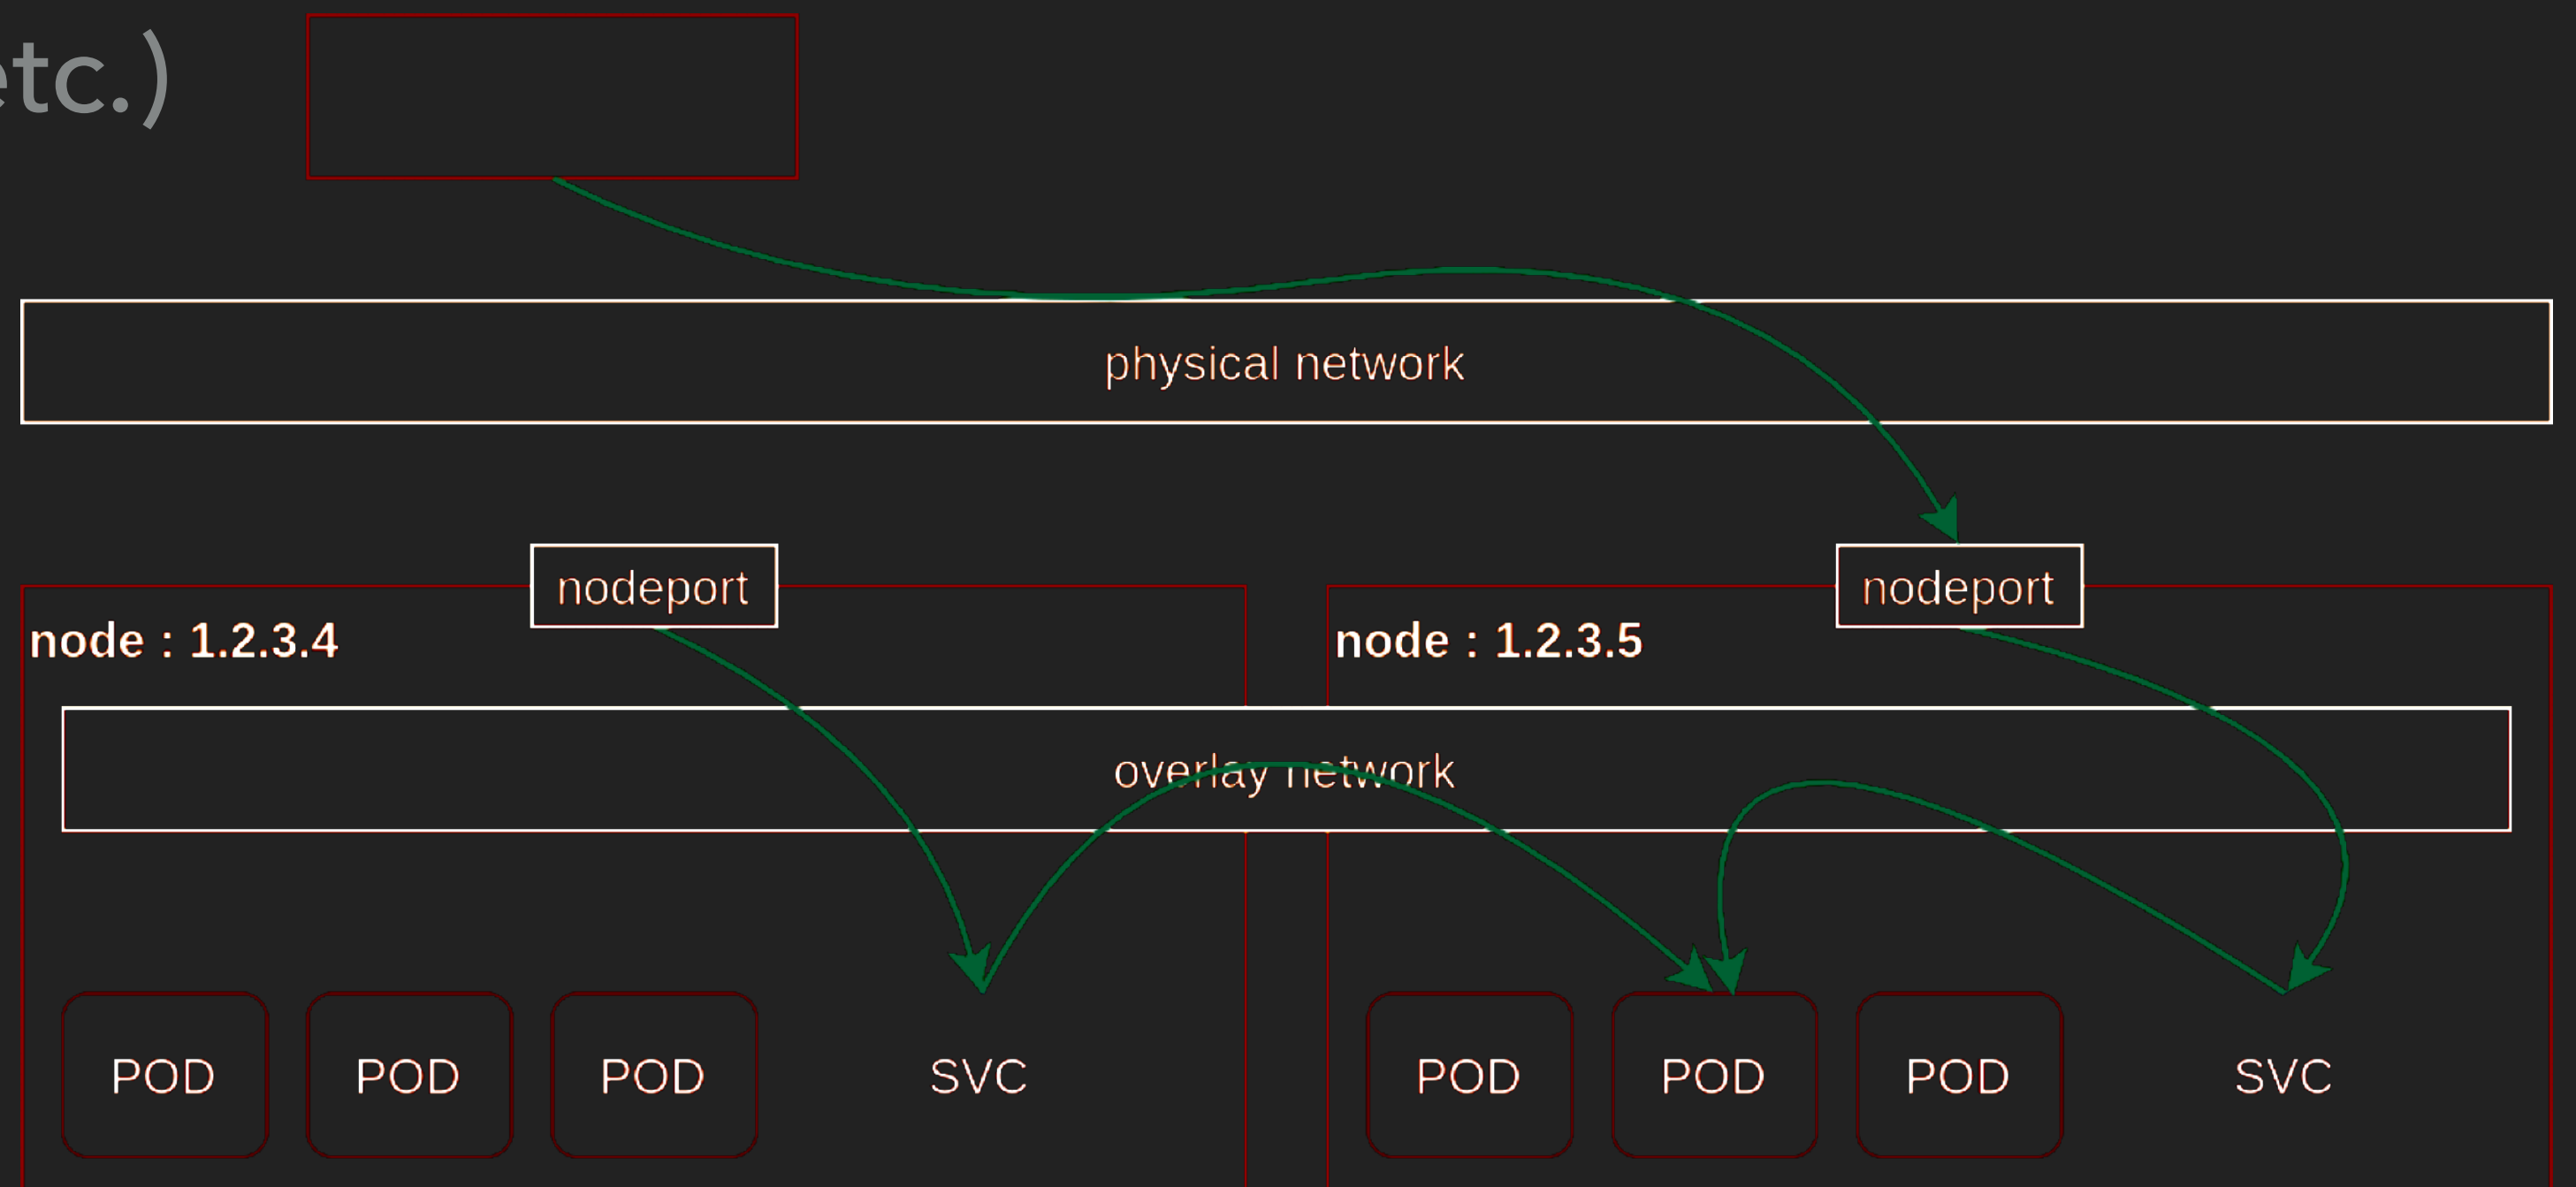 etc.)
physical network
nodeport
nodeport
node : 1.2.3.4
node : 1.2.3.5
overlay network
POD
POD
POD
SVC
POD
POD
POD
SVC